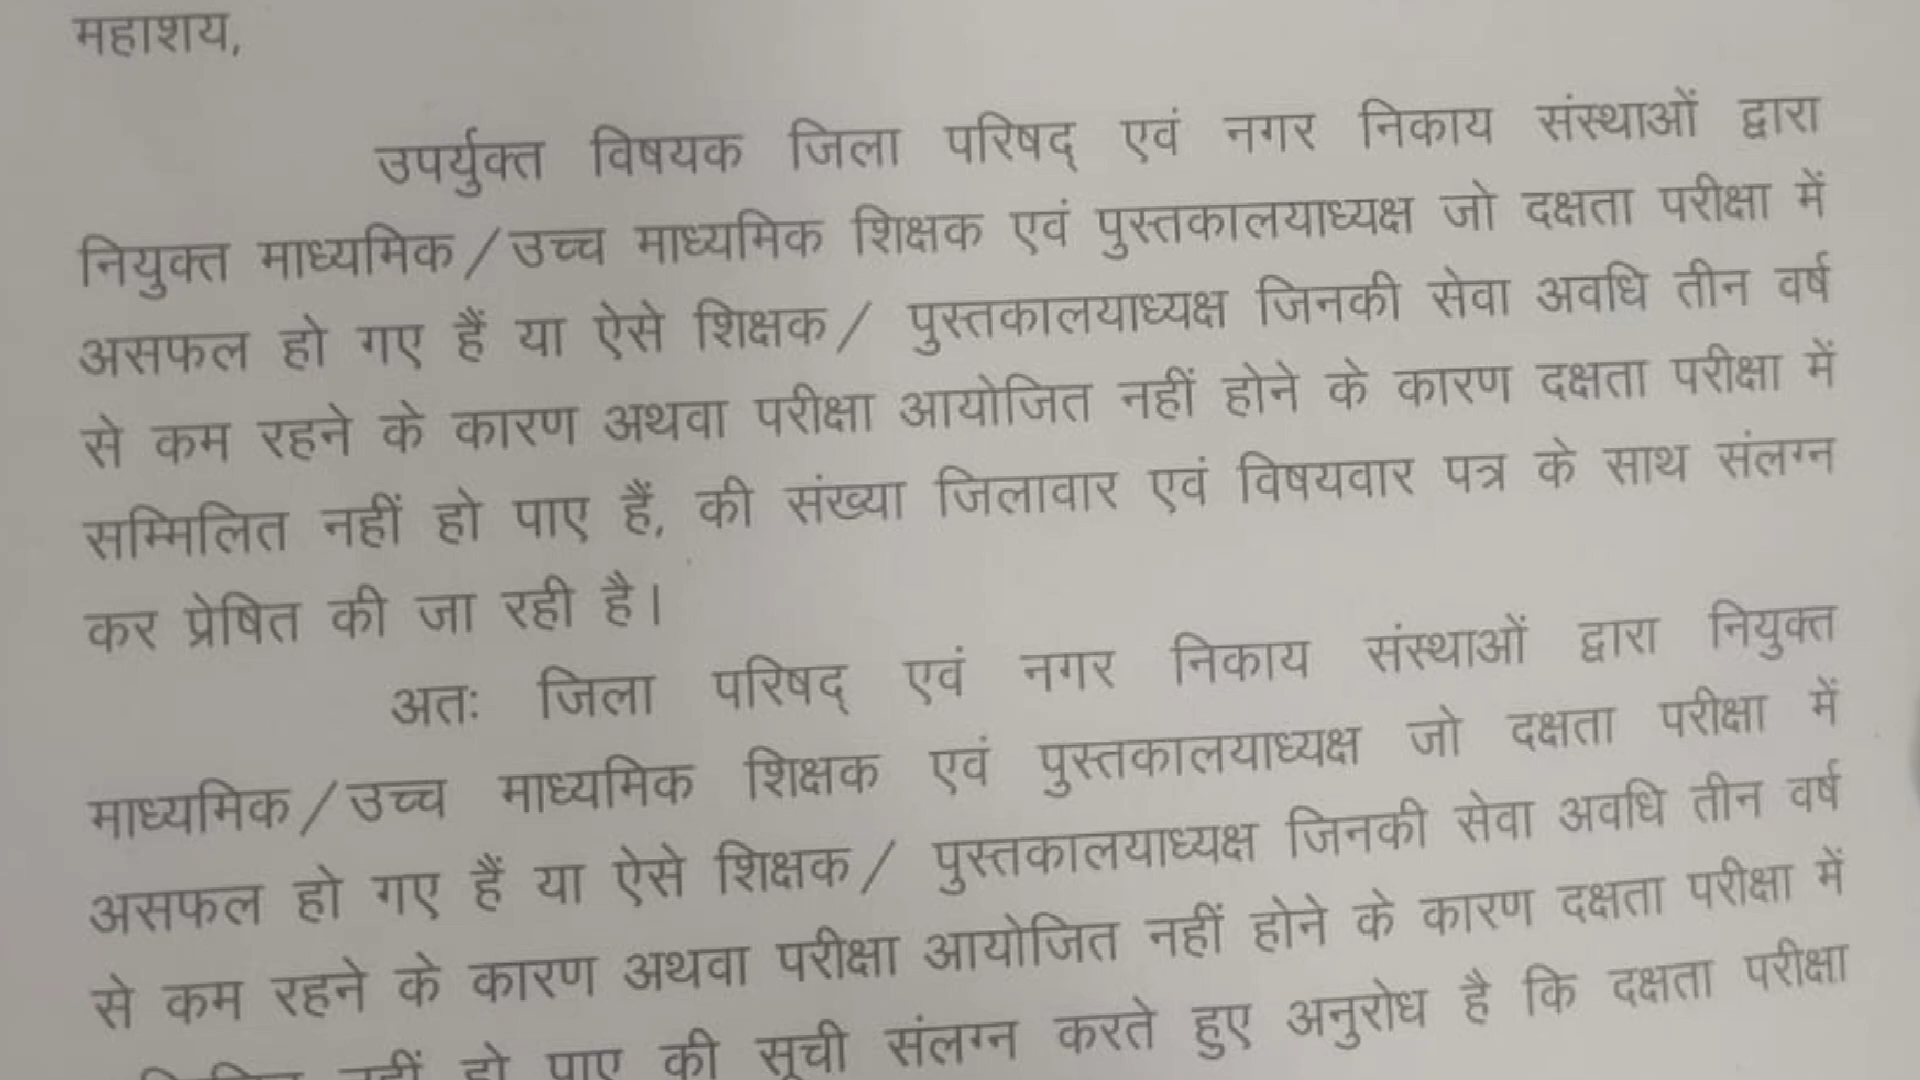 महाशय,
उपर्युक्त विषयक जिला परिषद् एवं नगर निकाय संस्थाओं द्वारा
नियुक्त माध्यमिक/उच्च माध्यमिक शिक्षक एवं पुस्तकालयाध्यक्ष जो दक्षता परीक्षा में
असफल हो गए हैं या ऐसे शिक्षक/ पुस्तकालयाध्यक्ष जिनकी सेवा अवधि तीन वर्ष
से कम रहने के कारण अथवा परीक्षा आयोजित नहीं होने के कारण दक्षता परीक्षा में
सम्मिलित नहीं हो पाए हैं, की संख्या जिलावार एवं विषयवार पत्र के साथ संलग्न
कर प्रेषित की जा रही है।
अतः जिला परिषद् एवं नगर निकाय संस्थाओं द्वारा नियुक्त
माध्यमिक/उच्च माध्यमिक शिक्षक एवं पुस्तकालयाध्यक्ष जो दक्षता परीक्षा में
असफल हो गए हैं या ऐसे शिक्षक/ पुस्तकालयाध्यक्ष जिनकी सेवा अवधि तीन वर्ष
से कम रहने के कारण अथवा परीक्षा आयोजित नहीं होने के कारण दक्षता परीक्षा में
नहीं हो पाए की सूची संलग्न करते हुए अनुरोध है कि दक्षता परीक्षा